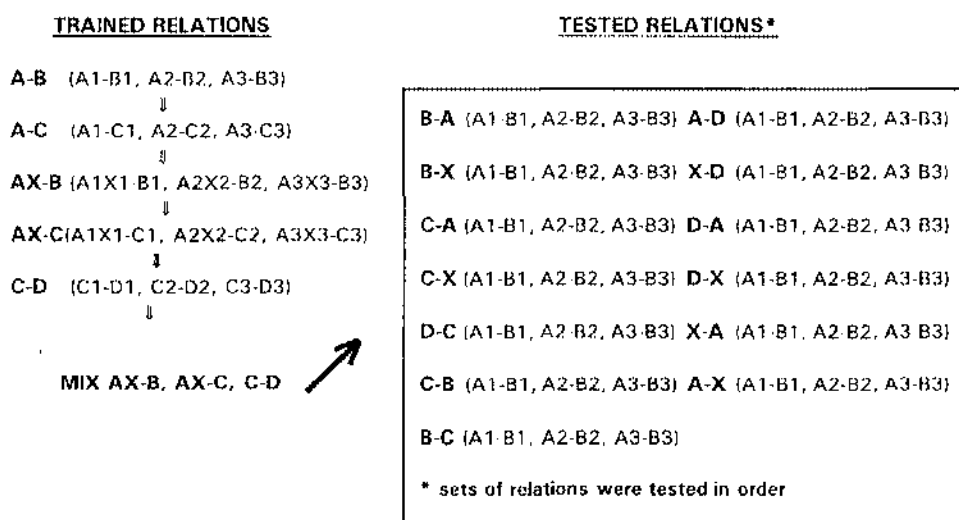 TRAINED RELATIONS
TESTED RELATIONS*
A-B (A1-B1, A2-B2, A3-B3)
⇓
A-C (A1-C1, A2-C2, A3-C3)
⇓
AX-B (A1X1-B1, A2X2-B2, A3X3-B3)
⇓
AX-C(A1X1-C1, A2X2-C2, A3X3-C3)
⇓
C-D (C1-D1, C2-D2, C3-D3)
⇓
MIX AX-B, AX-C, C-D
B-A (A1-B1, A2-B2, A3-B3) A-D (A1-B1, A2-B2, A3-B3)
B-X (A1-B1, A2-B2, A3-B3) X-D (A1-B1, A2-B2, A3-B3)
C-A (A1-B1, A2-B2, A3-B3) D-A (A1-B1, A2-B2, A3-B3)
C-X (A1-B1, A2-B2, A3-B3) D-X (A1-B1, A2-B2, A3-B3)
D-C (A1-B1, A2-B2, A3-B3) X-A (A1-B1, A2-B2, A3-B3)
C-B (A1-B1, A2-B2, A3-B3) A-X (A1-B1, A2-B2, A3-B3)
B-C (A1-B1, A2-B2, A3-B3)
* sets of relations were tested in order